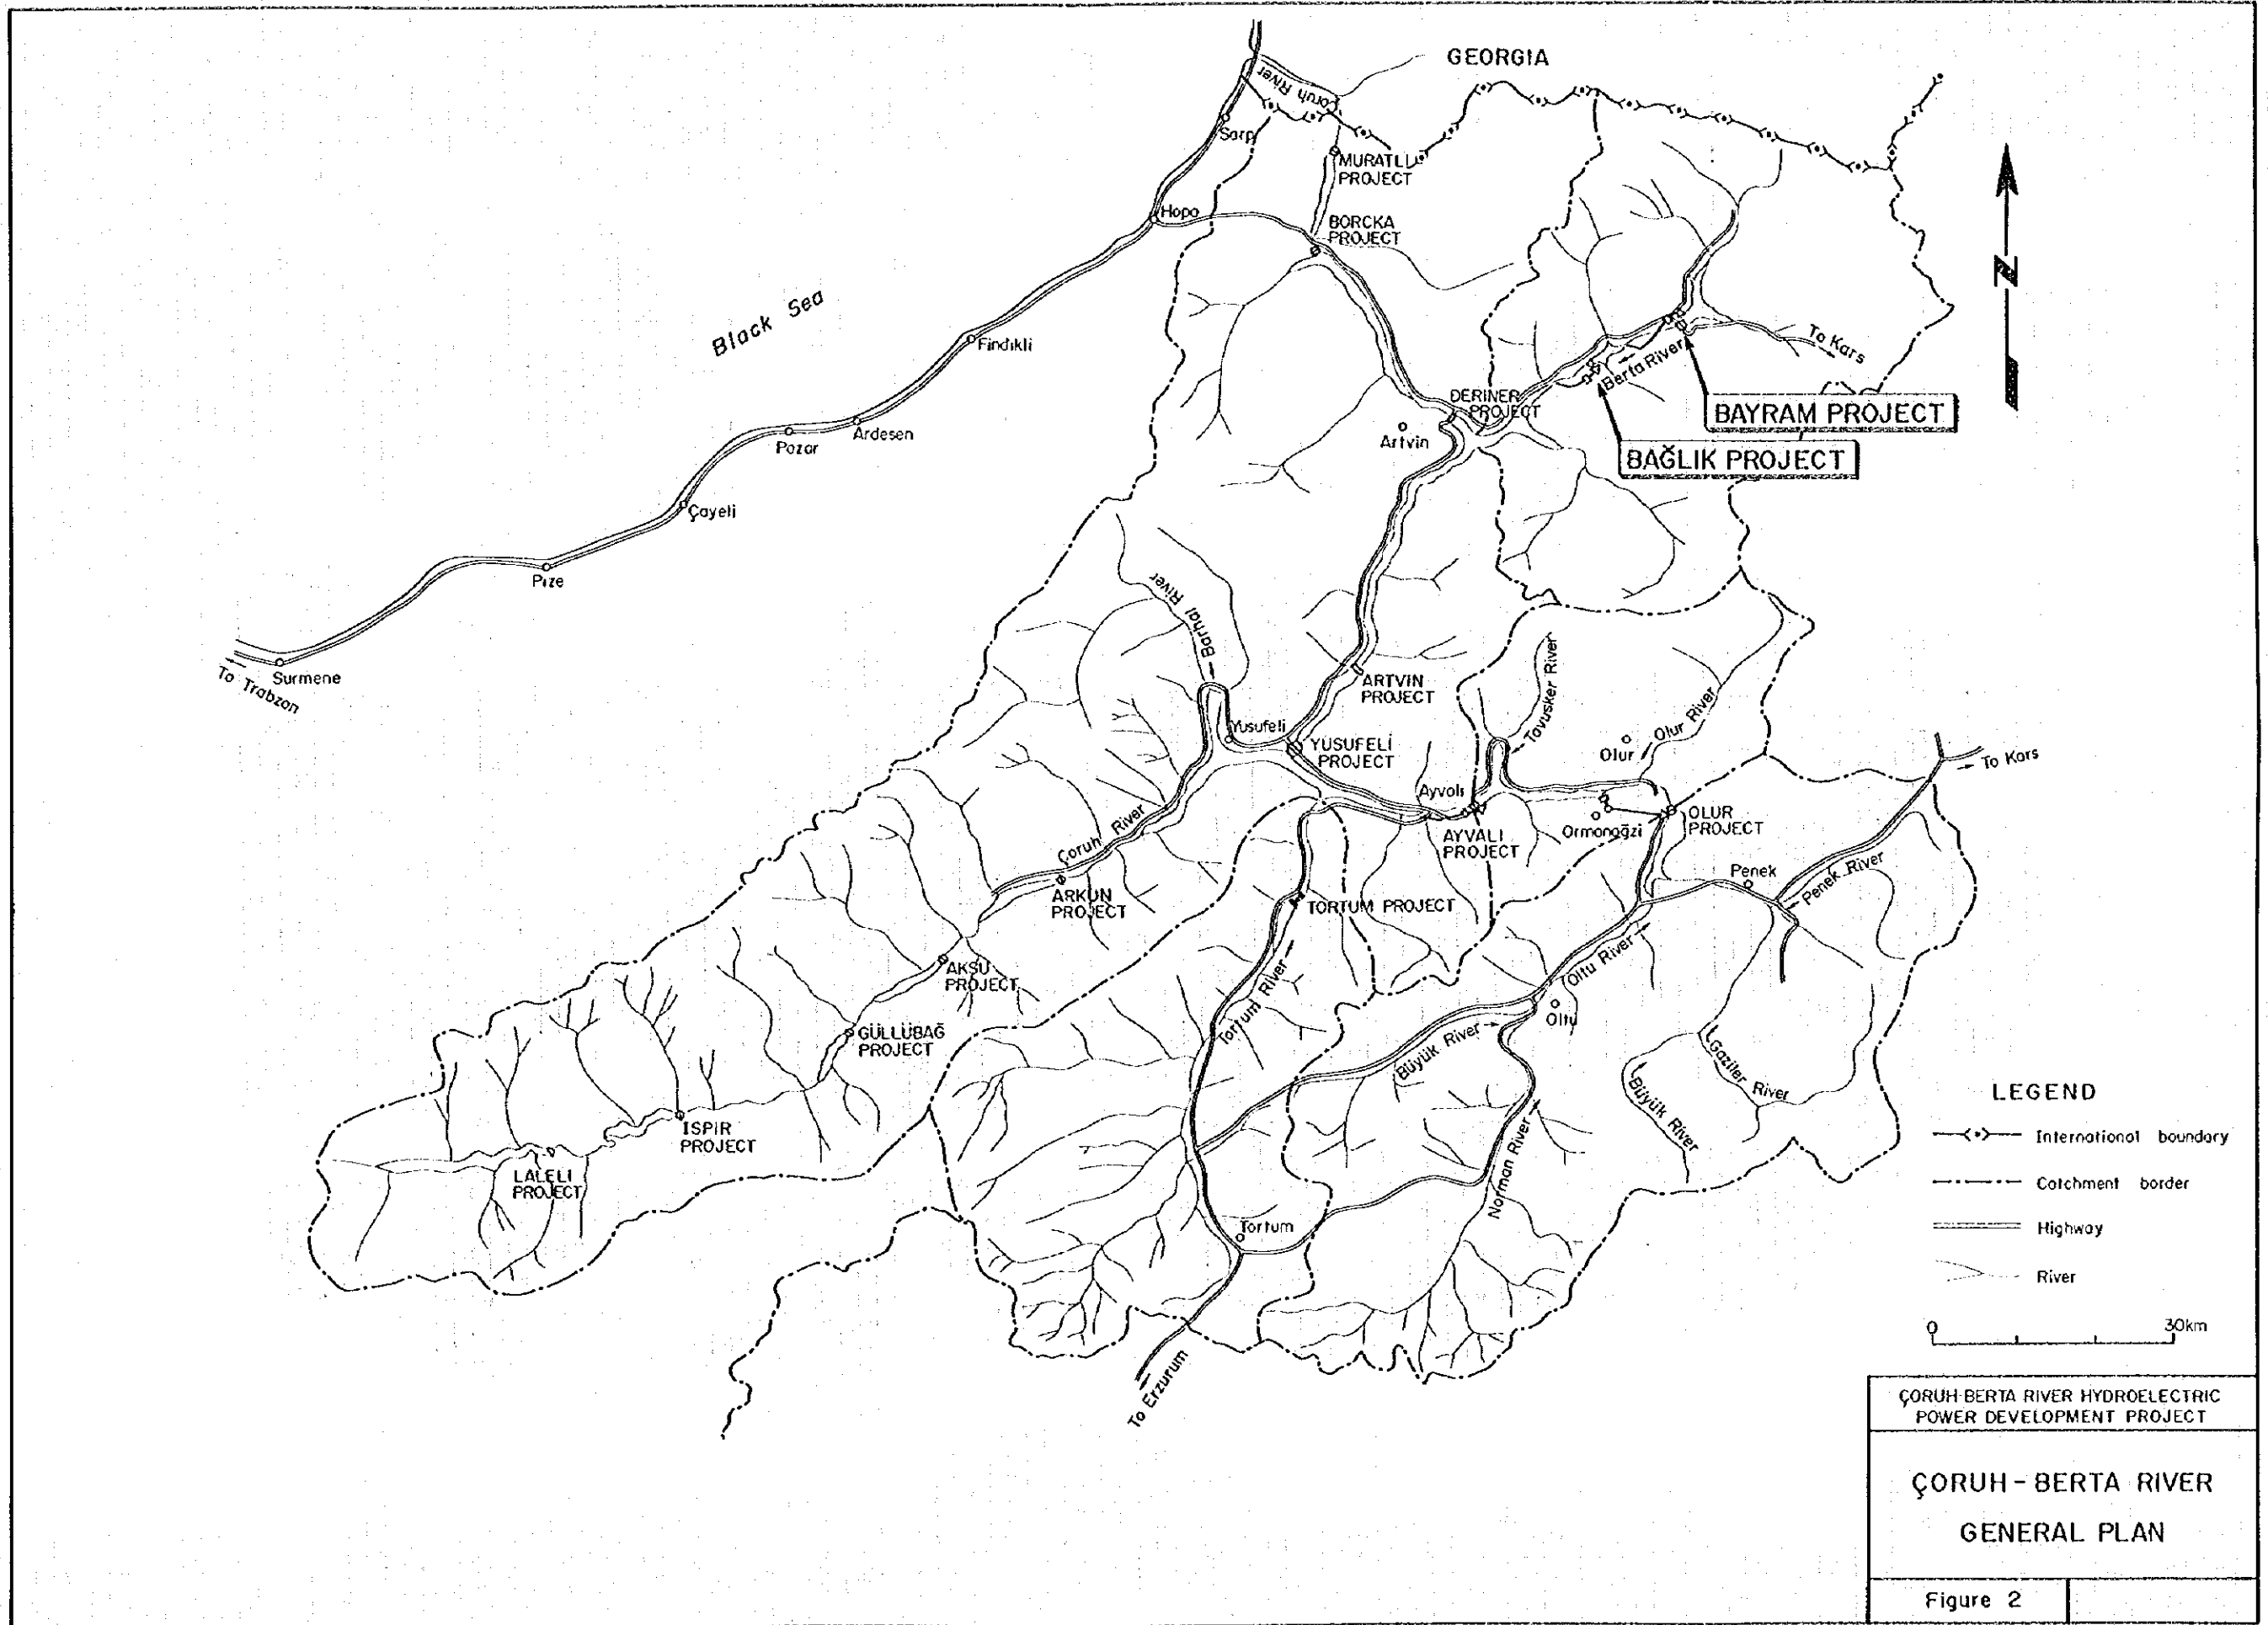 GEORGIA
Çoruh River
Sarp
MURATLI
PROJECT
Hopa
BORCKA
PROJECT
Black Sea
Findikli
To Kars
Berta River
DERINER
PROJECT
BAYRAM PROJECT
Ardesen
Pazar
Artvin
BAĞLIK PROJECT
Çayeli
Pize
Barhal River
Surmene
To Trabzon
ARTVIN
PROJECT
Tavusker River
Olur River
Yusufeli
YUSUFELİ
PROJECT
Olur
To Kars
Ayvalı
Çoruh River
AYVALI
PROJECT
Ormanağzi
OLUR
PROJECT
Penek
Penek River
ARKUN
PROJECT
TORTUM PROJECT
Oltu River
AKSU
PROJECT
Tortum River
Oltu
GÜLLÜBAĞ
PROJECT
Büyük River
Gaziler River
Büyük River
ISPIR
PROJECT
Norman River
LALELI
PROJECT
Tortum
To Erzurum
LEGEND
International boundary
Catchment border
Highway
River
0 30km
ÇORUH-BERTA RIVER HYDROELECTRIC
POWER DEVELOPMENT PROJECT
ÇORUH-BERTA RIVER
GENERAL PLAN
Figure 2
N